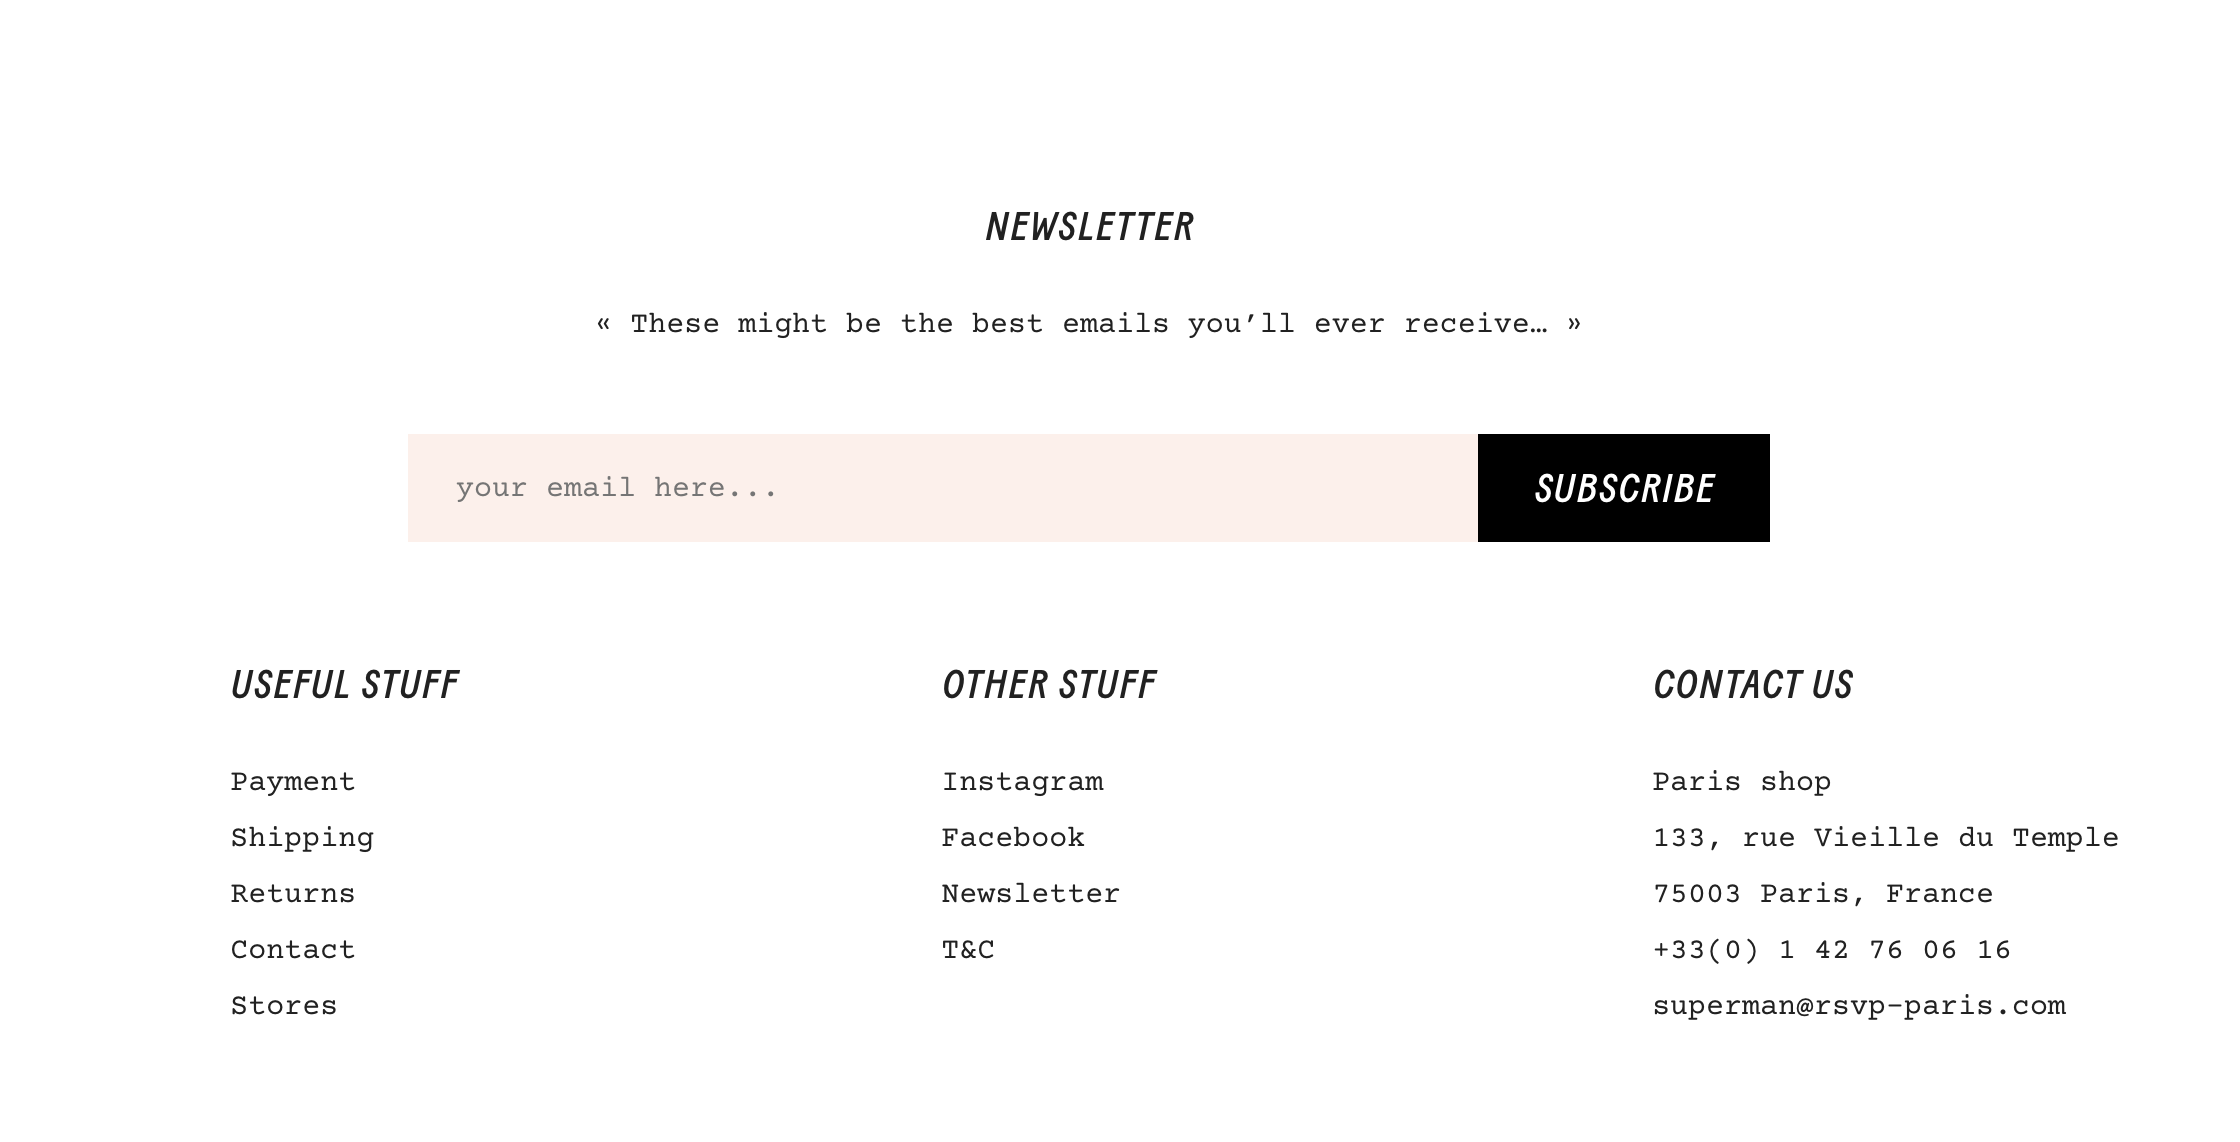 NEWSLETTER
« These might be the best emails you’ll ever receive… »
your email here...
SUBSCRIBE
USEFUL STUFF
Payment
Shipping
Returns
Contact
Stores
OTHER STUFF
Instagram
Facebook
Newsletter
T&C
CONTACT US
Paris shop
133, rue Vieille du Temple
75003 Paris, France
+33(0) 1 42 76 06 16
superman@rsvp-paris.com